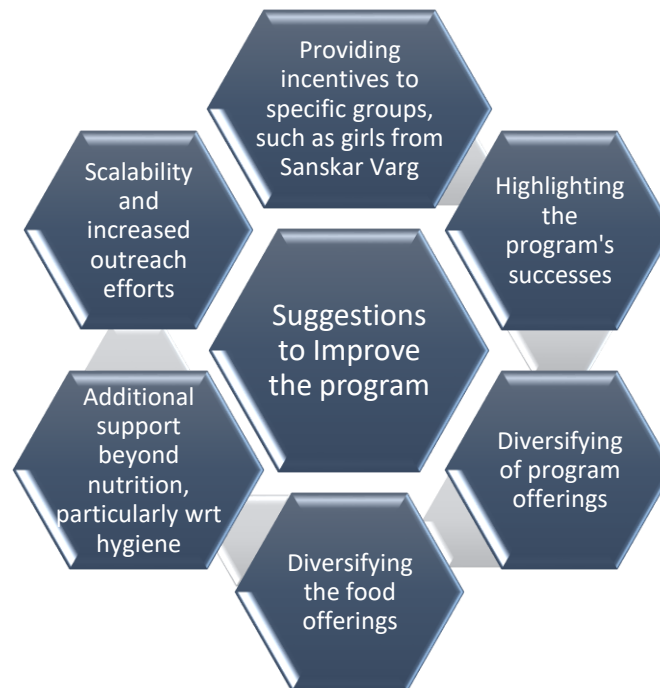 Providing
incentives to
specific groups,
such as girls from
Sanskar Varg
Highlighting
the
program's
successes
Diversifying
of program
offerings
Diversifying
the food
offerings
Additional
support
beyond
nutrition,
particularly wrt
hygiene
Scalability
and
increased
outreach
efforts
Suggestions
to Improve
the program